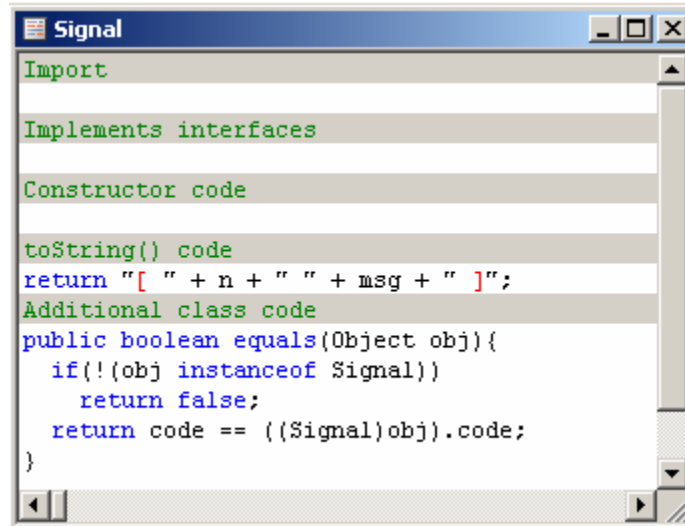 Signal
Import
Implements interfaces
Constructor code
toString() code
return "[ " + n + " " + msg + " ]";
Additional class code
public boolean equals(Object obj){
  if(!(obj instanceof Signal))
    return false;
  return code == ((Signal)obj).code;
}